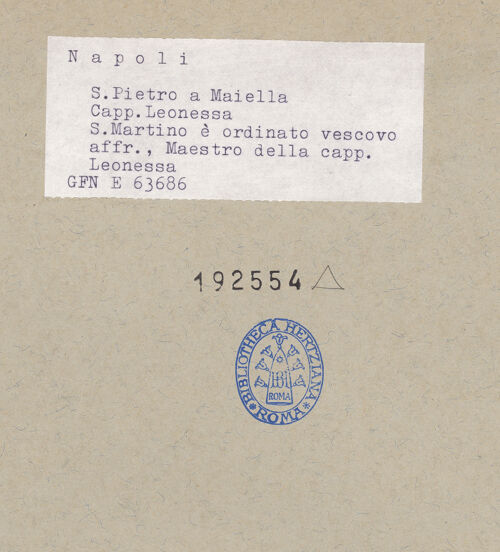 Napoli
S.Pietro a Maiella
Capp.Leonessa
S.Martino è ordinato vescovo
affr., Maestro della capp.
Leonessa
GFN E 63686
192554
BIBLIOTHECA HERTZIANA
BH
ROMA
ROMA